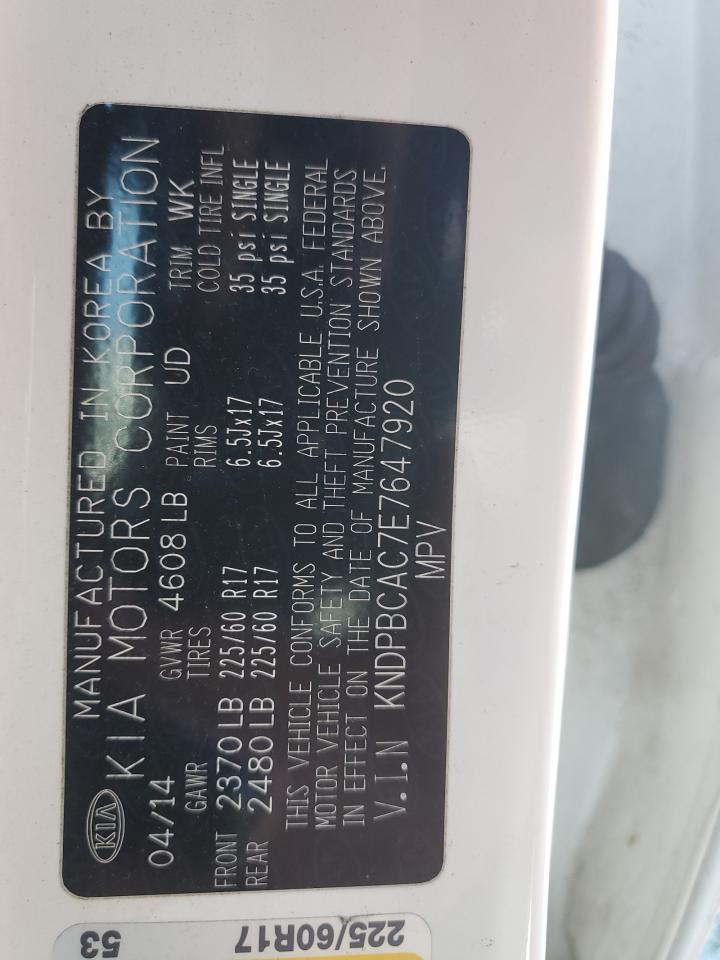 MANUFACTURED IN KOREA BY
KIA KIA MOTORS CORPORATION
04/14 GVWR 4608 LB PAINT UD TRIM WK
GAWR TIRES RIMS COLD TIRE INFL
FRONT 2370 LB 225/60 R17 6.5Jx17 35 psi SINGLE
REAR 2480 LB 225/60 R17 6.5Jx17 35 psi SINGLE
THIS VEHICLE CONFORMS TO ALL APPLICABLE U.S.A. FEDERAL
MOTOR VEHICLE SAFETY AND THEFT PREVENTION STANDARDS
IN EFFECT ON THE DATE OF MANUFACTURE SHOWN ABOVE.
V.I.N KNDPBCAC7E7647920
MPV
225/60R17
53